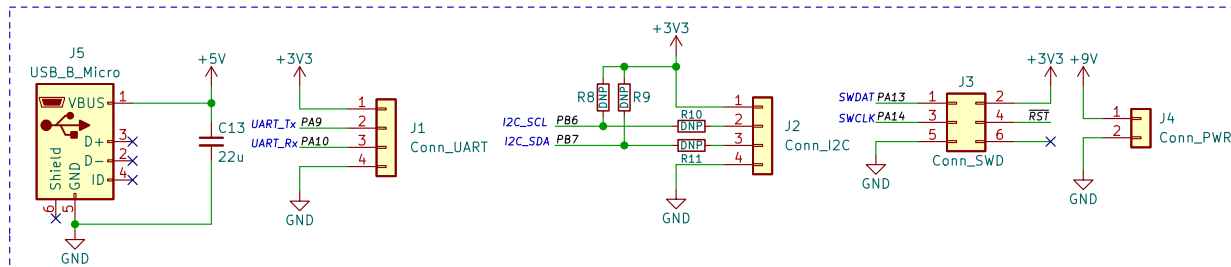 J5
USB_B_Micro
VBUS 1
D+ 3
D- 2
ID 4
Shield
GND
6
5
GND
+5V
C13
22u
+3V3
UART_Tx PA9
UART_Rx PA10
1
2
3
4
J1
Conn_UART
GND
+3V3
R8 DNP
DNP R9
I2C_SCL PB6
I2C_SDA PB7
R10
DNP
DNP
R11
1
2
3
4
J2
Conn_I2C
GND
+3V3
J3
SWDAT PA13 1 2
SWCLK PA14 3 4 RST
5 6
Conn_SWD
GND
+9V
1
2
J4
Conn_PWR
GND